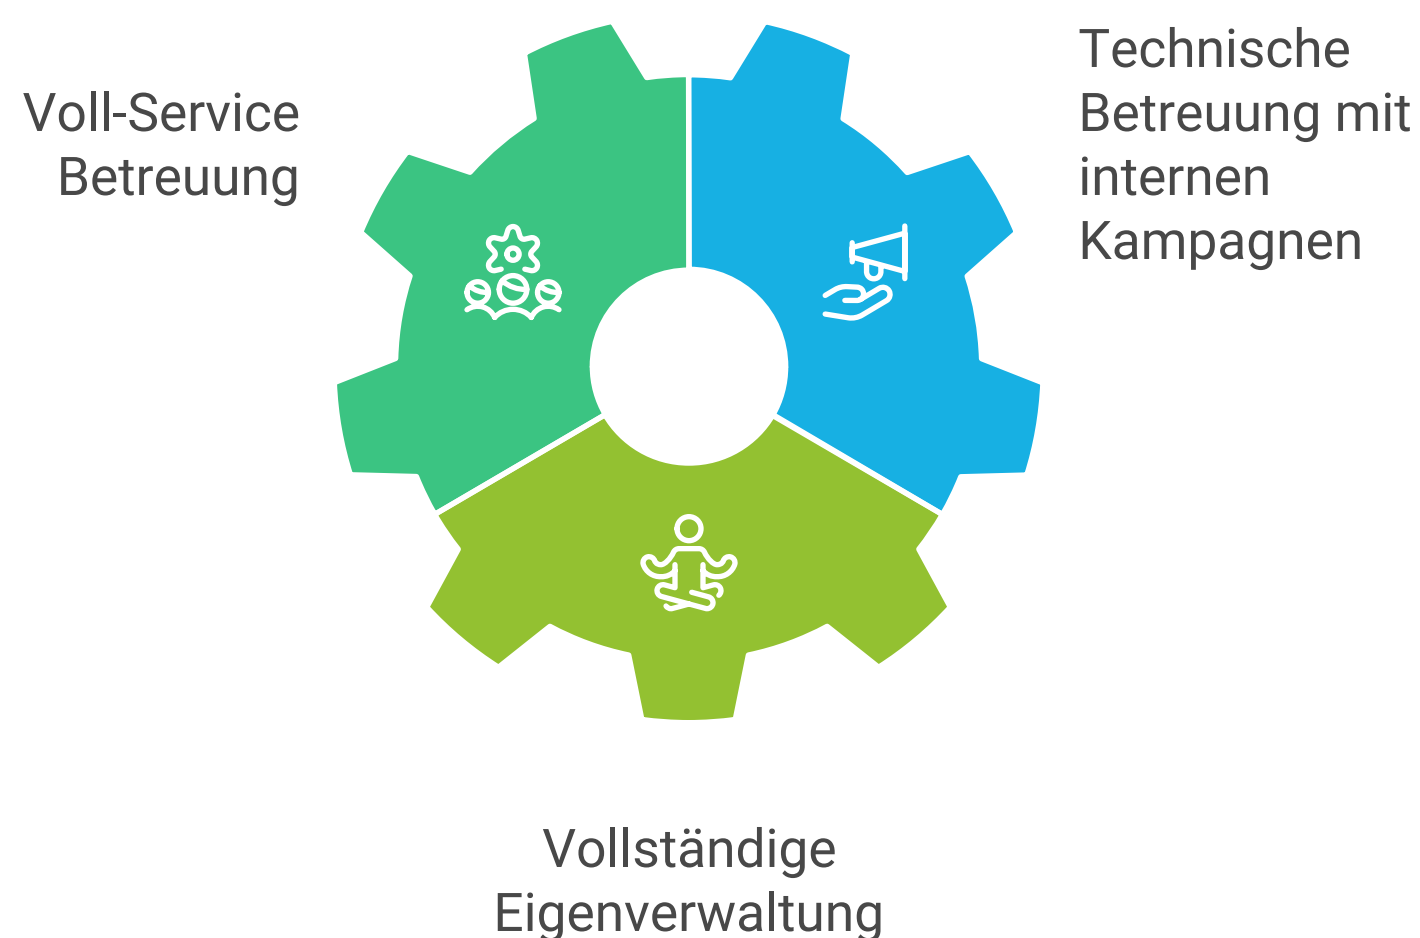 Voll-Service
Betreuung
Technische
Betreuung mit
internen
Kampagnen
Vollständige
Eigenverwaltung